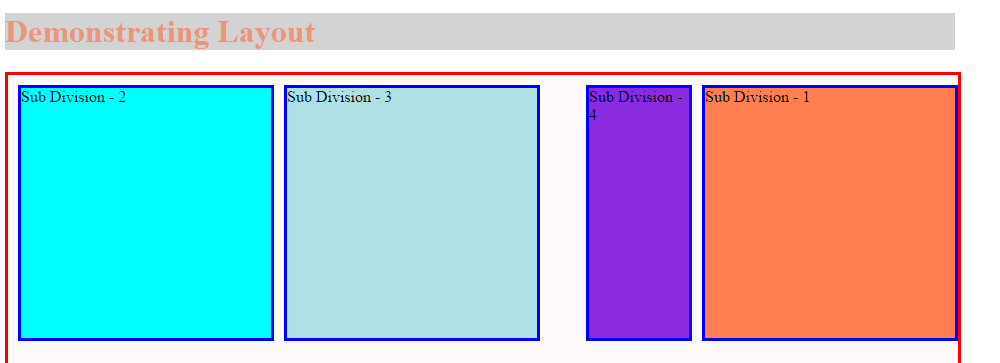 Demonstrating Layout
Sub Division - 2
Sub Division - 3
Sub Division -
4
Sub Division - 1